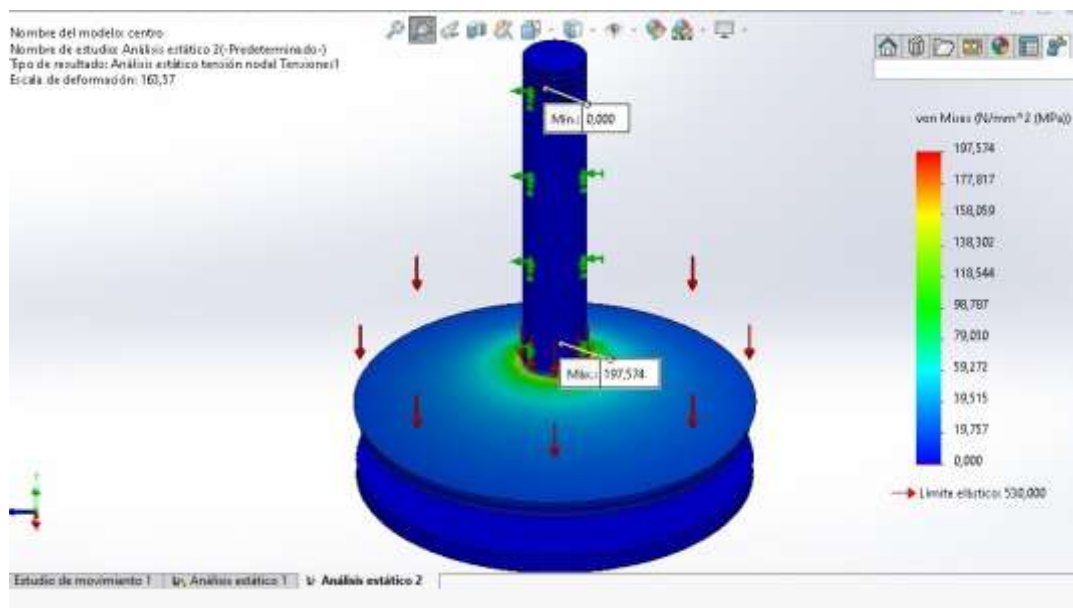 Nombre del modelo: centro
Nombre de estudio: Análisis estático 2(-Predeterminado-)
Tipo de resultado: Análisis estático tensión nodal Tensiones1
Escala de deformación: 163,57
Mín.: 0,000
Máx.: 197,574
von Mises (N/mm^2 (MPa))
197,574
177,817
158,059
138,302
118,544
98,787
79,010
59,272
39,515
19,757
0,000
Límite elástico: 530,000
Estudio de movimiento 1
Análisis estático 1
Análisis estático 2